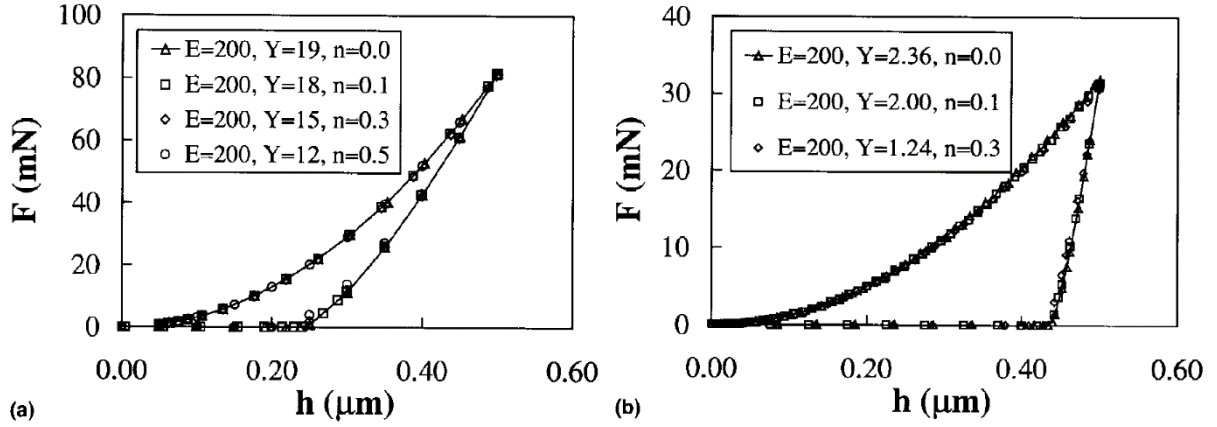 100
80
60
40
20
0
F (mN)
E=200, Y=19, n=0.0
E=200, Y=18, n=0.1
E=200, Y=15, n=0.3
E=200, Y=12, n=0.5
0.00 0.20 0.40 0.60
h (μm)
(a)
40
30
20
10
0
F (mN)
E=200, Y=2.36, n=0.0
E=200, Y=2.00, n=0.1
E=200, Y=1.24, n=0.3
0.00 0.20 0.40 0.60
h (μm)
(b)